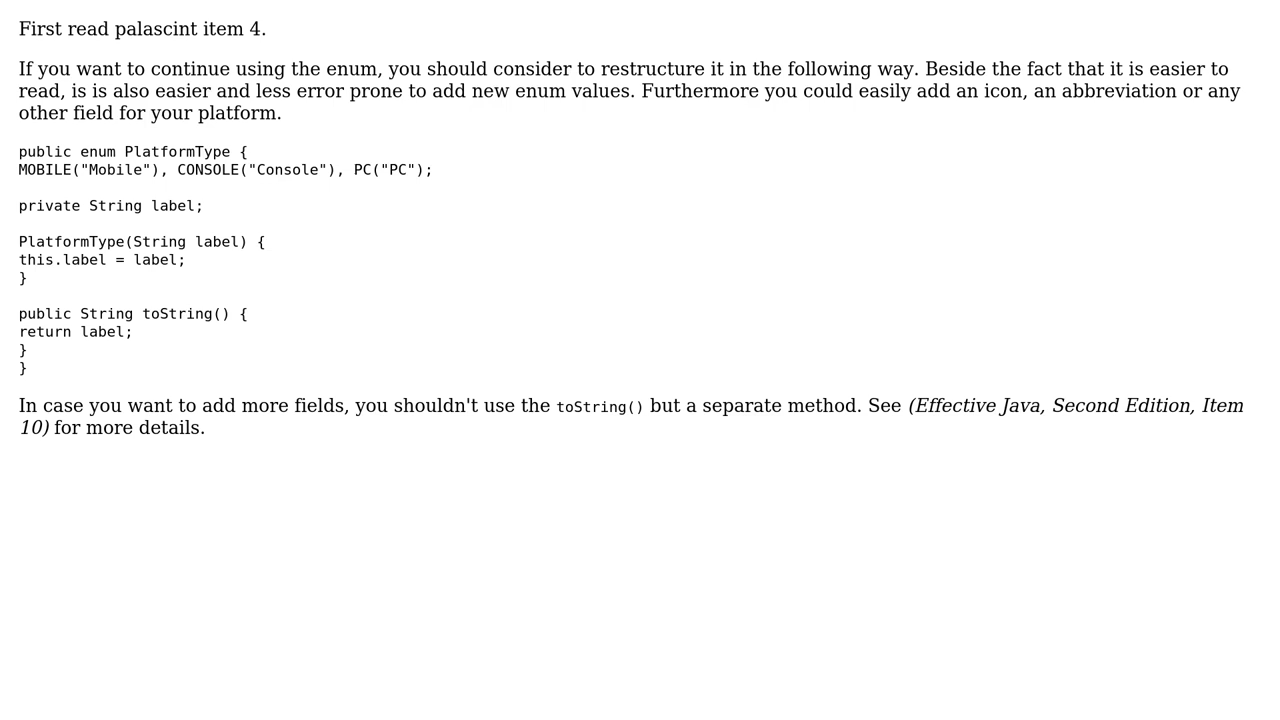 First read palascint item 4.
If you want to continue using the enum, you should consider to restructure it in the following way. Beside the fact that it is easier to
read, is is also easier and less error prone to add new enum values. Furthermore you could easily add an icon, an abbreviation or any
other field for your platform.
public enum PlatformType {
MOBILE("Mobile"), CONSOLE("Console"), PC("PC");
private String label;
PlatformType(String label) {
this.label = label;
}
public String toString() {
return label;
}
}
In case you want to add more fields, you shouldn't use the toString() but a separate method. See (Effective Java, Second Edition, Item
10) for more details.